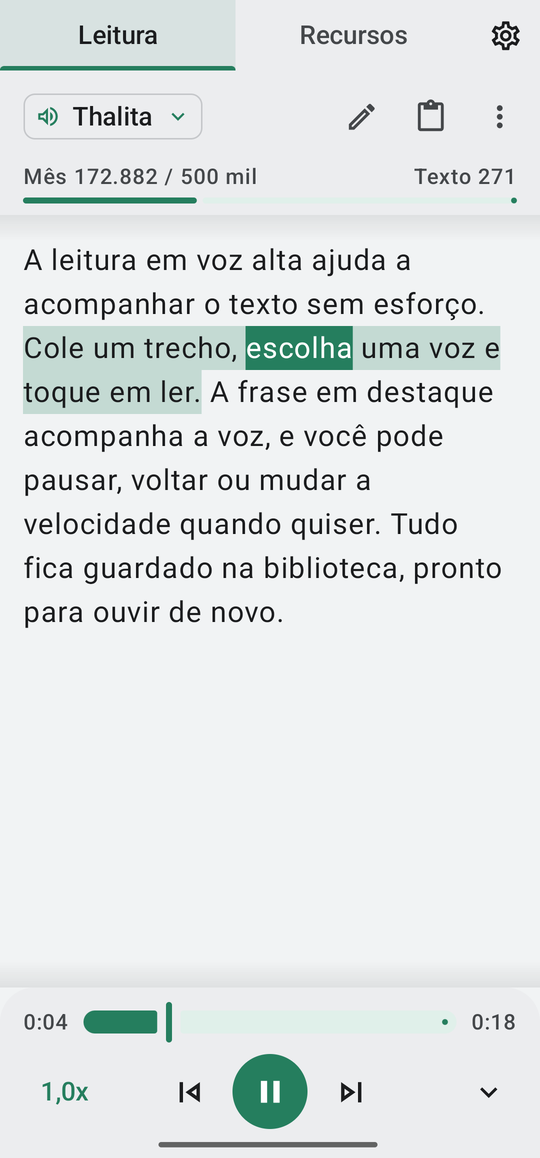 Leitura
Recursos
Thalita
Mês 172.882 / 500 mil
Texto 271
A leitura em voz alta ajuda a
acompanhar o texto sem esforço.
Cole um trecho, escolha uma voz e
toque em ler. A frase em destaque
acompanha a voz, e você pode
pausar, voltar ou mudar a
velocidade quando quiser. Tudo
fica guardado na biblioteca, pronto
para ouvir de novo.
0:04
0:18
1,0x